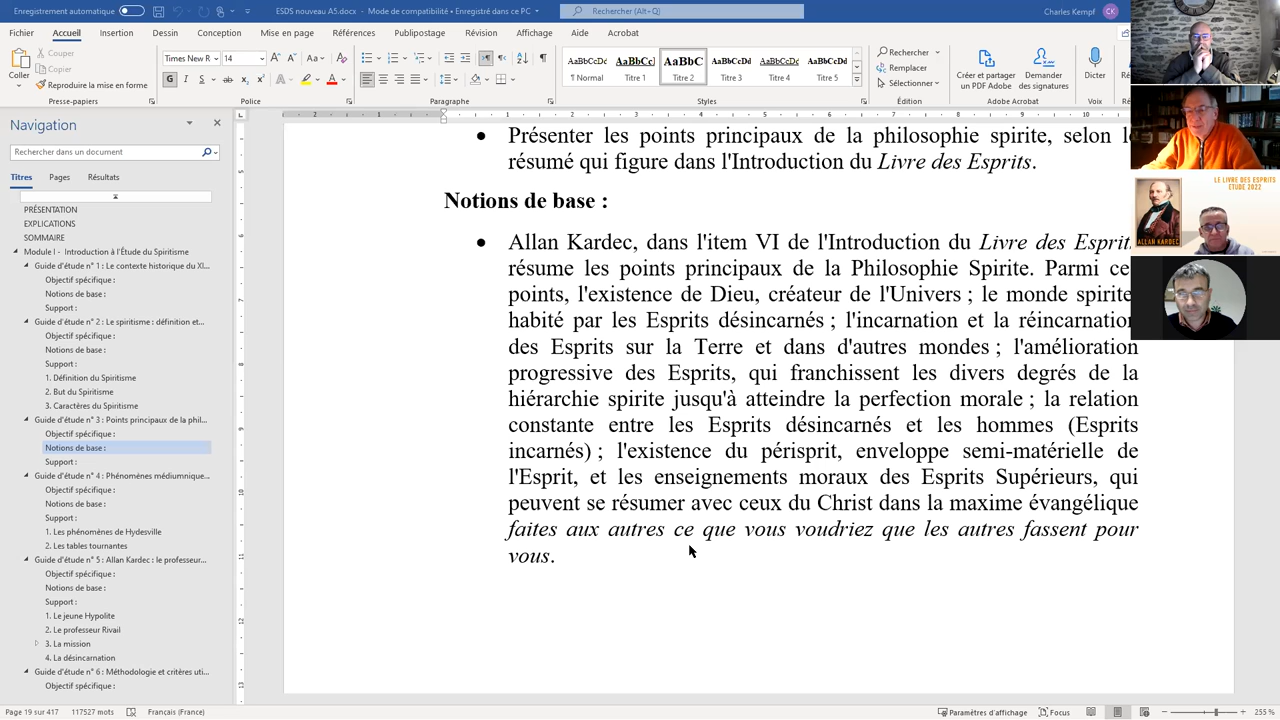 Enregistrement automatique
ESDS nouveau A5.docx - Mode de compatibilité • Enregistré dans ce PC
Rechercher (Alt+Q)
Charles Kempf
CK
Fichier Accueil Insertion Dessin Conception Mise en page Références Publipostage Révision Affichage Aide Acrobat
Coller
Couper
Copier
Reproduire la mise en forme
Presse-papiers
Times New R 14
G I S
Police
Paragraphe
AaBbCcDc AaBbCc AaBbC AaBbCcDd AaBbCcDd AaBbCcDd
¶ Normal Titre 1 Titre 2 Titre 3 Titre 4 Titre 5
Styles
Rechercher
Remplacer
Sélectionner
Édition
Créer et partager
un PDF Adobe
Demander
des signatures
Adobe Acrobat
Dicter
Voix
Navigation
Rechercher dans un document
Titres Pages Résultats
PRÉSENTATION
EXPLICATIONS
SOMMAIRE
Module I - Introduction à l'Étude du Spiritisme
Guide d'étude n° 1 : Le contexte historique du XI...
Objectif spécifique :
Notions de base :
Support :
Guide d'étude n° 2 : Le spiritisme : définition et...
Objectif spécifique :
Notions de base :
Support :
1. Définition du Spiritisme
2. But du Spiritisme
3. Caractères du Spiritisme
Guide d'étude n° 3 : Points principaux de la phil...
Objectif spécifique :
Notions de base :
Support :
Guide d'étude n° 4 : Phénomènes médiumnique...
Objectif spécifique :
Notions de base :
Support :
1. Les phénomènes de Hydesville
2. Les tables tournantes
Guide d'étude n° 5 : Allan Kardec : le professeur...
Objectif spécifique :
Notions de base :
Support :
1. Le jeune Hypolite
2. Le professeur Rivail
3. La mission
4. La désincarnation
Guide d'étude n° 6 : Méthodologie et critères uti...
Objectif spécifique :
• Présenter les points principaux de la philosophie spirite, selon le
résumé qui figure dans l'Introduction du Livre des Esprits.
Notions de base :
• Allan Kardec, dans l'item VI de l'Introduction du Livre des Esprit
résume les points principaux de la Philosophie Spirite. Parmi ce
points, l'existence de Dieu, créateur de l'Univers ; le monde spirite,
habité par les Esprits désincarnés ; l'incarnation et la réincarnation
des Esprits sur la Terre et dans d'autres mondes ; l'amélioration
progressive des Esprits, qui franchissent les divers degrés de la
hiérarchie spirite jusqu'à atteindre la perfection morale ; la relation
constante entre les Esprits désincarnés et les hommes (Esprits
incarnés) ; l'existence du périsprit, enveloppe semi-matérielle de
l'Esprit, et les enseignements moraux des Esprits Supérieurs, qui
peuvent se résumer avec ceux du Christ dans la maxime évangélique
faites aux autres ce que vous voudriez que les autres fassent pour
vous.
LE LIVRE DES ESPRITS
ETUDE 2022
ALLAN KARDEC
Page 19 sur 417 117527 mots Français (France)
Paramètres d'affichage Focus 255 %